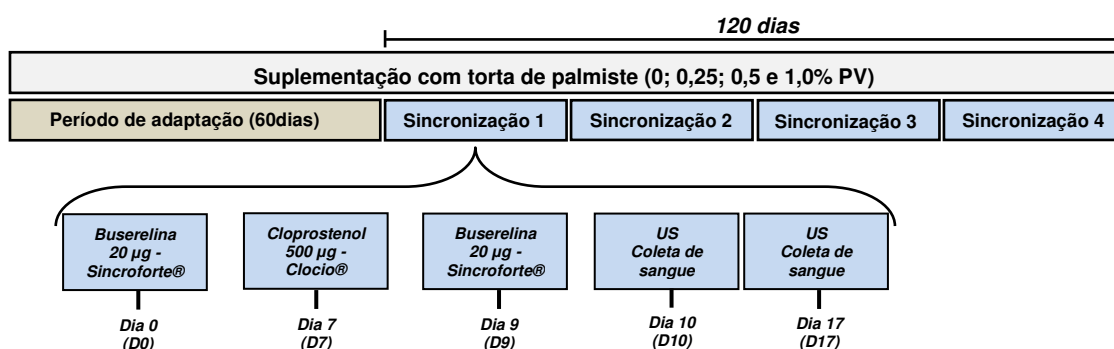 120 dias
Suplementação com torta de palmiste (0; 0,25; 0,5 e 1,0% PV)
Período de adaptação (60dias)
Sincronização 1
Sincronização 2
Sincronização 3
Sincronização 4
Buserelina
20 µg -
Sincroforte®
Cloprostenol
500 µg -
Clocio®
Buserelina
20 µg -
Sincroforte®
US
Coleta de
sangue
US
Coleta de
sangue
Dia 0
(D0)
Dia 7
(D7)
Dia 9
(D9)
Dia 10
(D10)
Dia 17
(D17)